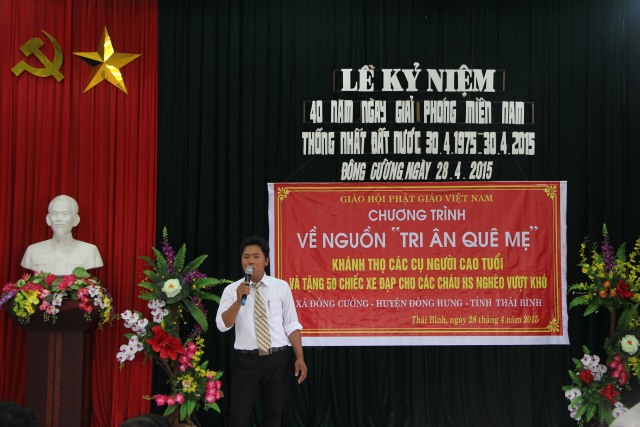 LỄ KỶ NIỆM
40 NĂM NGÀY GIẢI PHÓNG MIỀN NAM
THỐNG NHẤT ĐẤT NƯỚC 30.4.1975-30.4.2015
ĐÔNG CƯỜNG, NGÀY 28.4.2015
GIÁO HỘI PHẬT GIÁO VIỆT NAM
CHƯƠNG TRÌNH
VỀ NGUỒN "TRI ÂN QUÊ MẸ"
KHÁNH THỌ CÁC CỤ NGƯỜI CAO TUỔI
VÀ TẶNG 50 CHIẾC XE ĐẠP CHO CÁC CHÁU HS NGHÈO VƯỢT KHÓ
XÃ ĐÔNG CƯỜNG - HUYỆN ĐÔNG HƯNG - TỈNH THÁI BÌNH
Thái Bình, ngày 28 tháng 4 năm 2015